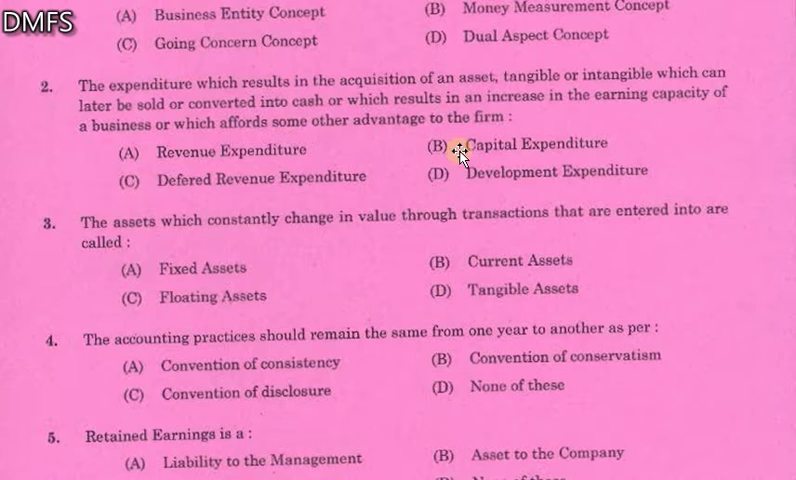 DMFS
(A) Business Entity Concept (B) Money Measurement Concept
(C) Going Concern Concept (D) Dual Aspect Concept
2. The expenditure which results in the acquisition of an asset, tangible or intangible which can
later be sold or converted into cash or which results in an increase in the earning capacity of
a business or which affords some other advantage to the firm :
(A) Revenue Expenditure (B) Capital Expenditure
(C) Defered Revenue Expenditure (D) Development Expenditure
3. The assets which constantly change in value through transactions that are entered into are
called :
(A) Fixed Assets (B) Current Assets
(C) Floating Assets (D) Tangible Assets
4. The accounting practices should remain the same from one year to another as per :
(A) Convention of consistency (B) Convention of conservatism
(C) Convention of disclosure (D) None of these
5. Retained Earnings is a :
(A) Liability to the Management (B) Asset to the Company